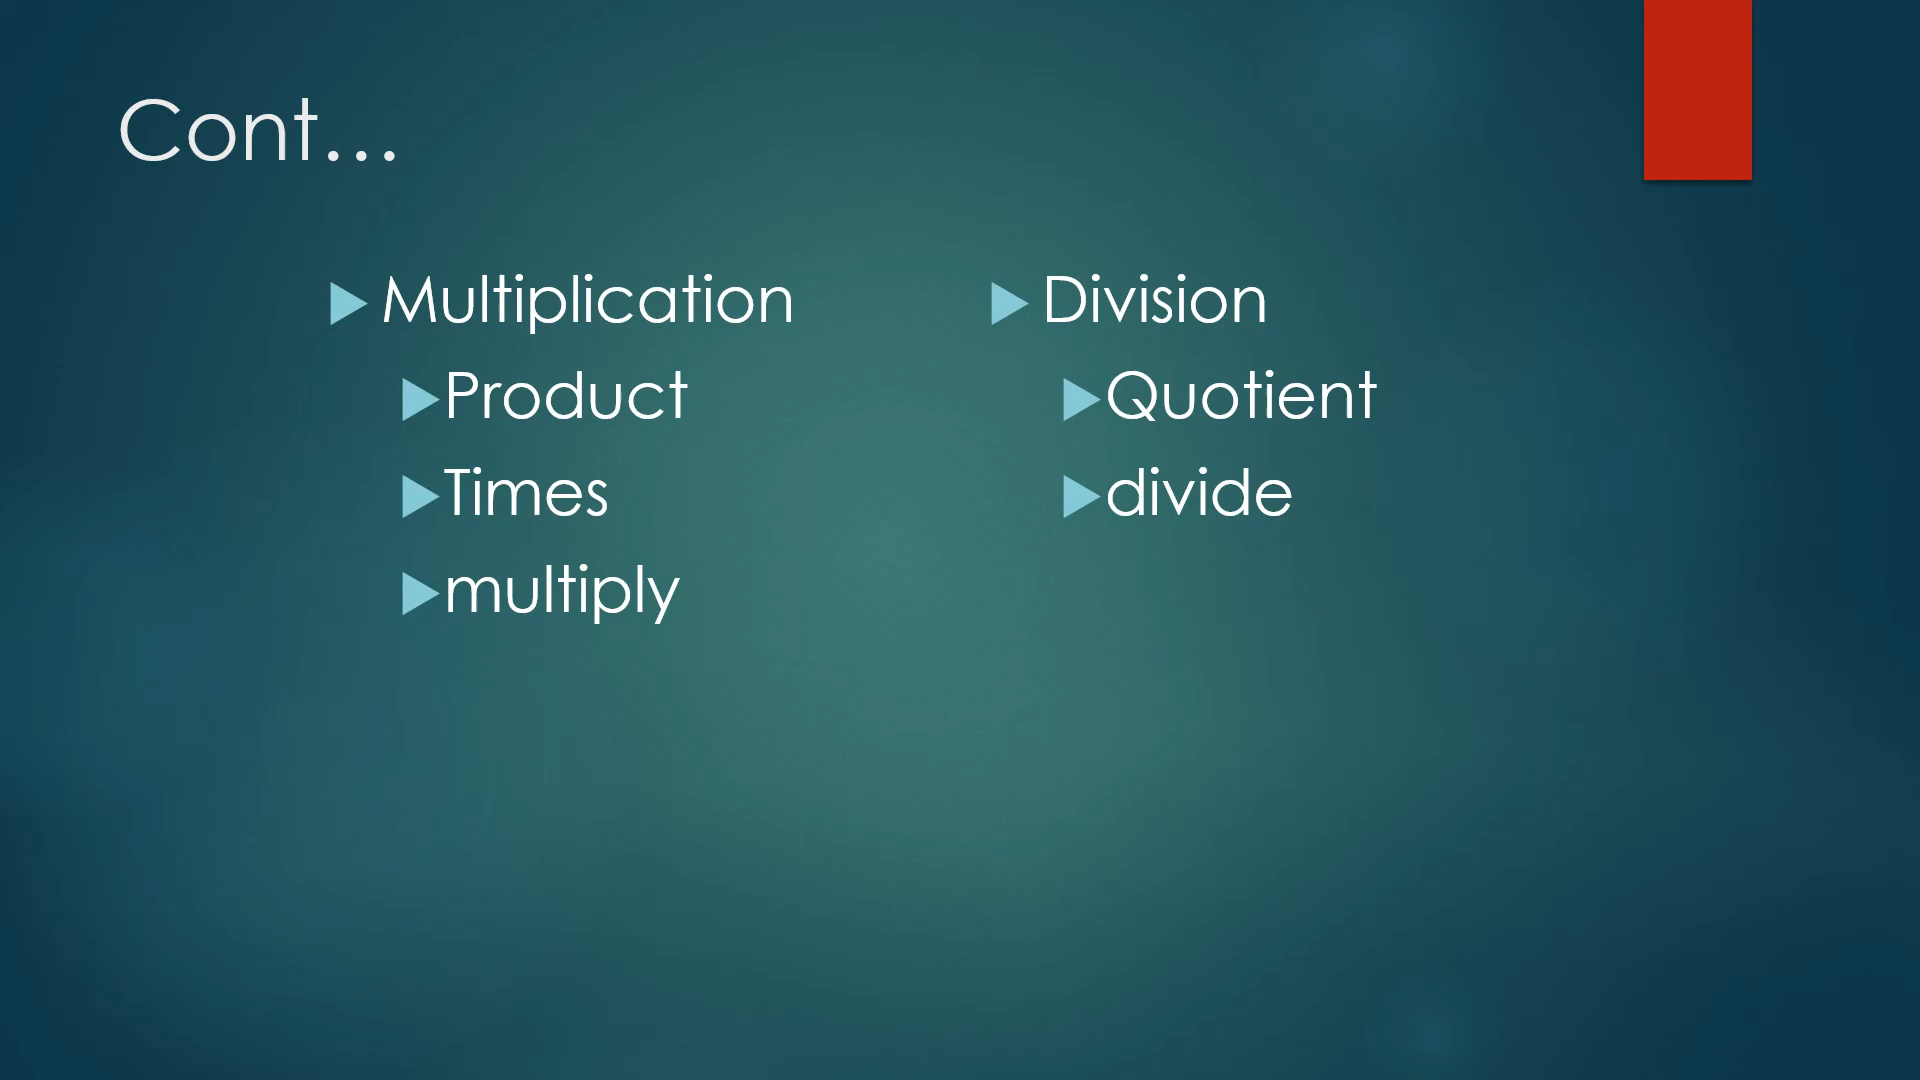 Cont...
Multiplication
Product
Times
multiply
Division
Quotient
divide